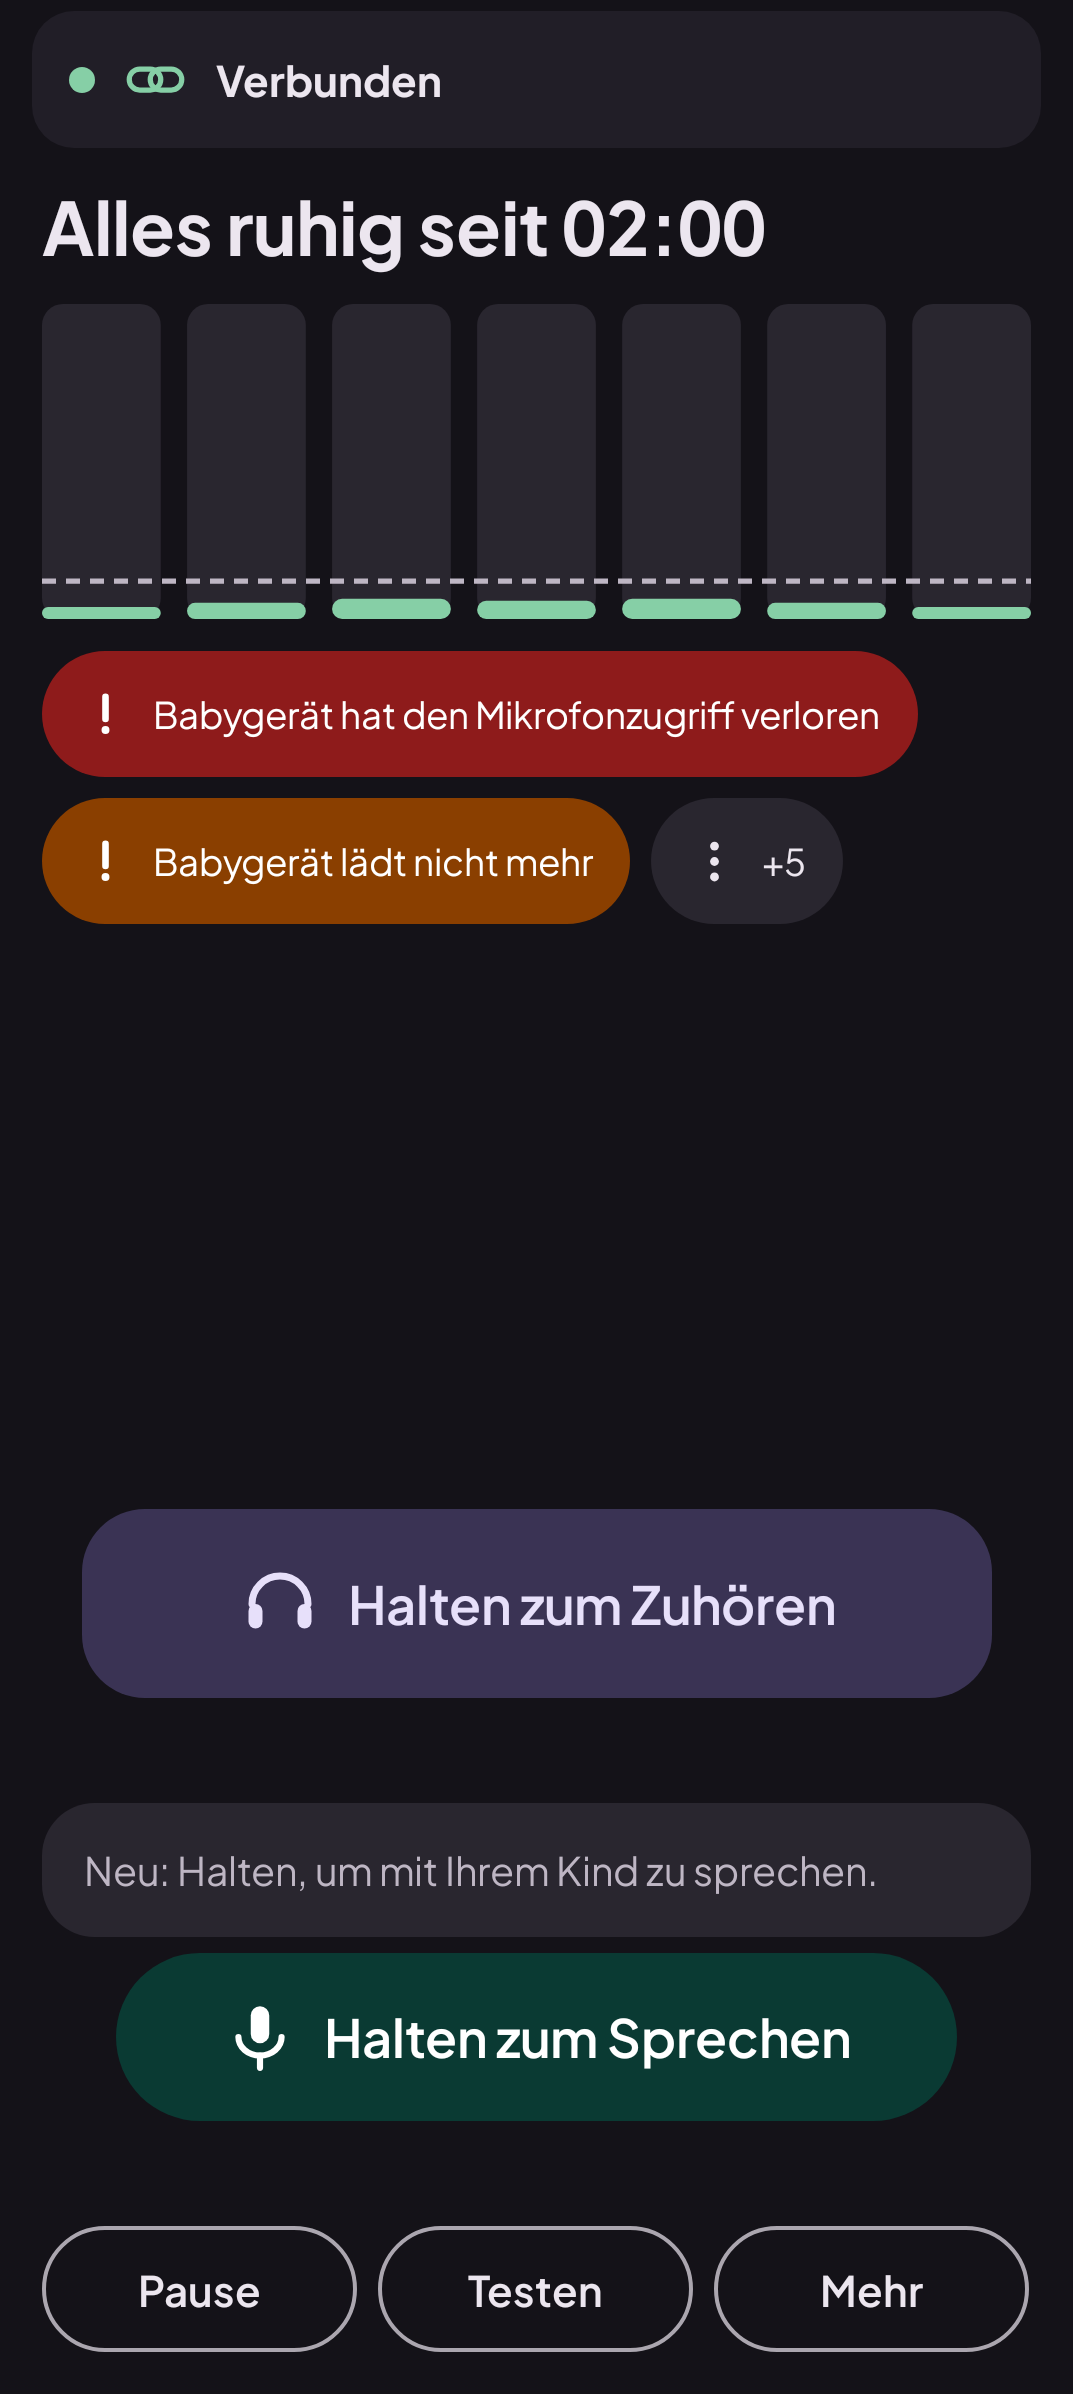 Verbunden
Alles ruhig seit 02:00
Babygerät hat den Mikrofonzugriff verloren
Babygerät lädt nicht mehr
+5
Halten zum Zuhören
Neu: Halten, um mit Ihrem Kind zu sprechen.
Halten zum Sprechen
Pause
Testen
Mehr